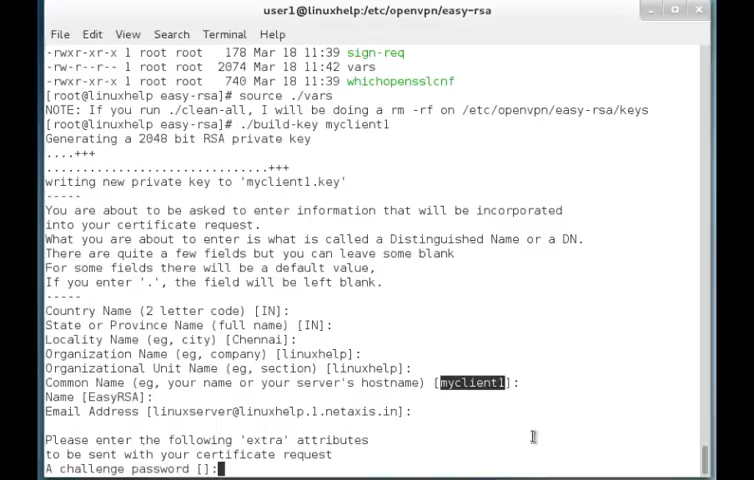 user1@linuxhelp:/etc/openvpn/easy-rsa
File Edit View Search Terminal Help
-rwxr-xr-x 1 root root 178 Mar 18 11:39 sign-req
-rw-r--r-- 1 root root 2074 Mar 18 11:42 vars
-rwxr-xr-x 1 root root 740 Mar 18 11:39 whichopensslcnf
[root@linuxhelp easy-rsa]# source ./vars
NOTE: If you run ./clean-all, I will be doing a rm -rf on /etc/openvpn/easy-rsa/keys
[root@linuxhelp easy-rsa]# ./build-key myclient1
Generating a 2048 bit RSA private key
....+++
..............................+++
writing new private key to 'myclient1.key'
-----
You are about to be asked to enter information that will be incorporated
into your certificate request.
What you are about to enter is what is called a Distinguished Name or a DN.
There are quite a few fields but you can leave some blank
For some fields there will be a default value,
If you enter '.', the field will be left blank.
-----
Country Name (2 letter code) [IN]:
State or Province Name (full name) [IN]:
Locality Name (eg, city) [Chennai]:
Organization Name (eg, company) [linuxhelp]:
Organizational Unit Name (eg, section) [linuxhelp]:
Common Name (eg, your name or your server's hostname) [myclient1]:
Name [EasyRSA]:
Email Address [linuxserver@linuxhelp.1.netaxis.in]:
Please enter the following 'extra' attributes
to be sent with your certificate request
A challenge password []: